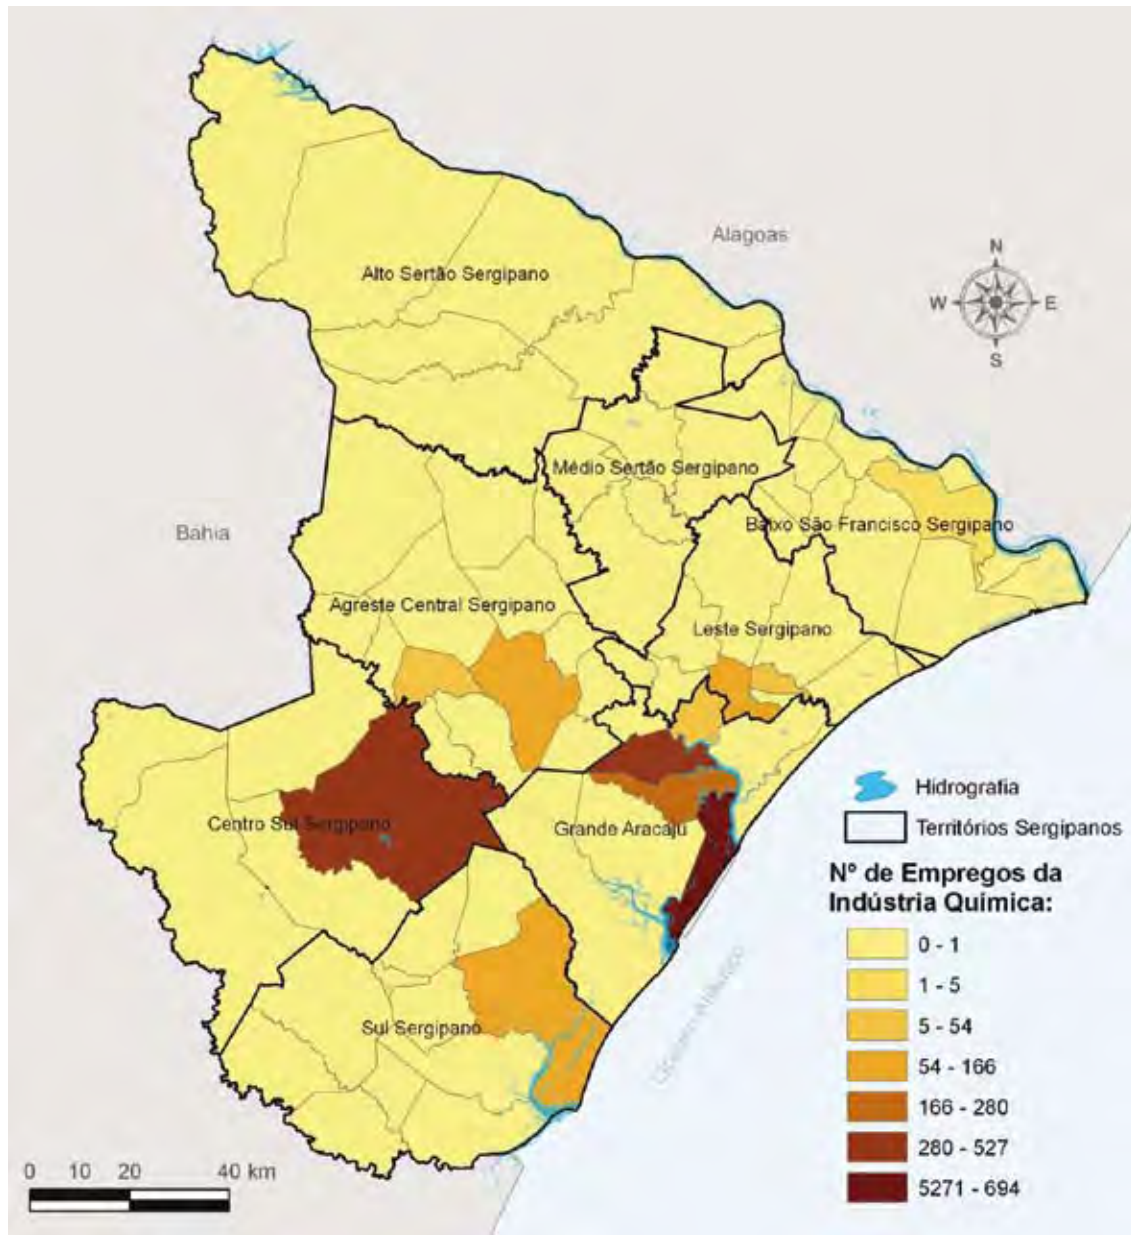 Alagoas
N
W E
S
Alto Sertão Sergipano
Médio Sertão Sergipano
Bahia
Baixo São Francisco Sergipano
Agreste Central Sergipano
Leste Sergipano
Hidrografia
Centro Sul Sergipano
Grande Aracaju
Territórios Sergipanos
Nº de Empregos da
Indústria Química:
0 - 1
1 - 5
Oceano Atlântico
Sul Sergipano
5 - 54
54 - 166
166 - 280
280 - 527
5271 - 694
0 10 20 40 km